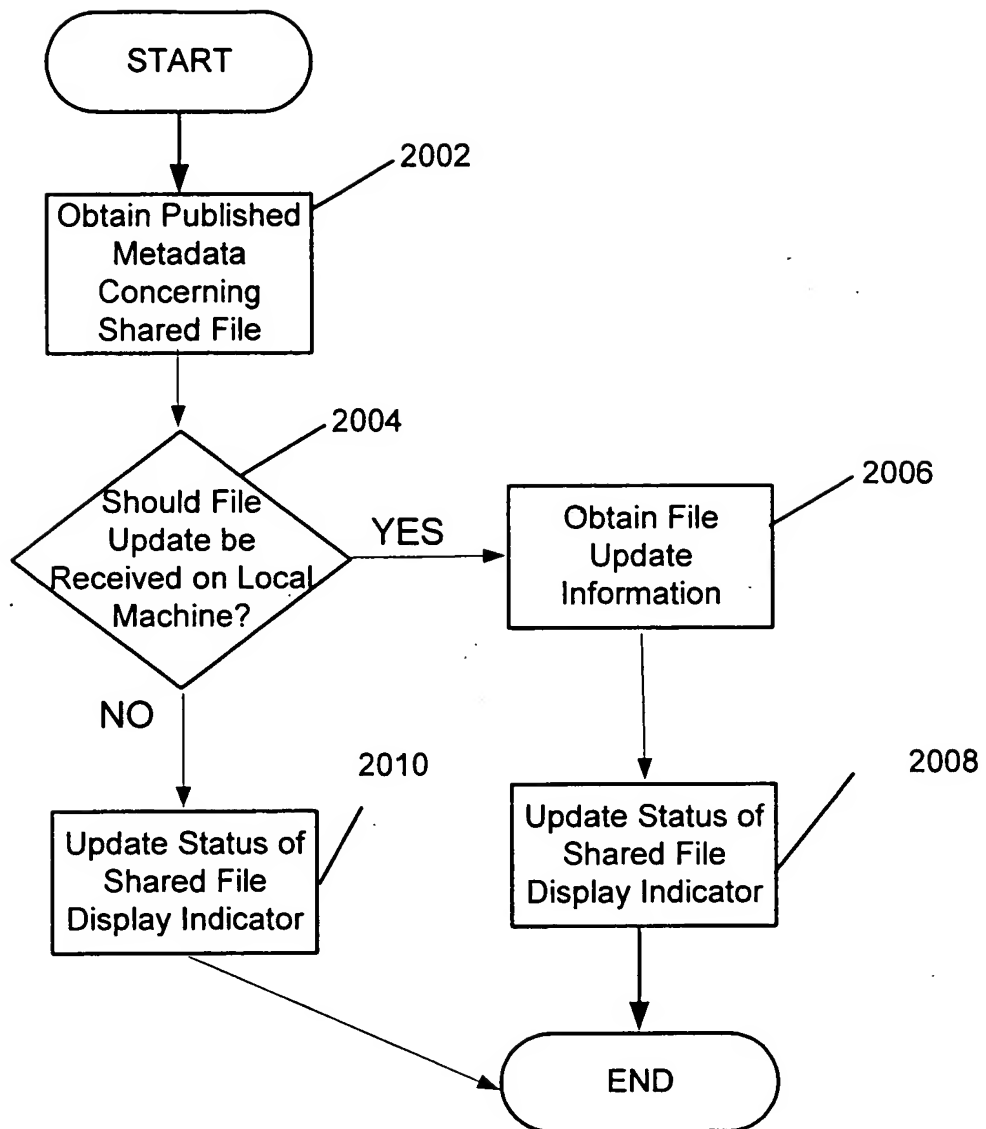 START
2002
Obtain Published
Metadata
Concerning
Shared File
2004
Should File
Update be
Received on Local
Machine?
YES
2006
Obtain File
Update
Information
NO
2010
Update Status of
Shared File
Display Indicator
2008
Update Status of
Shared File
Display Indicator
END